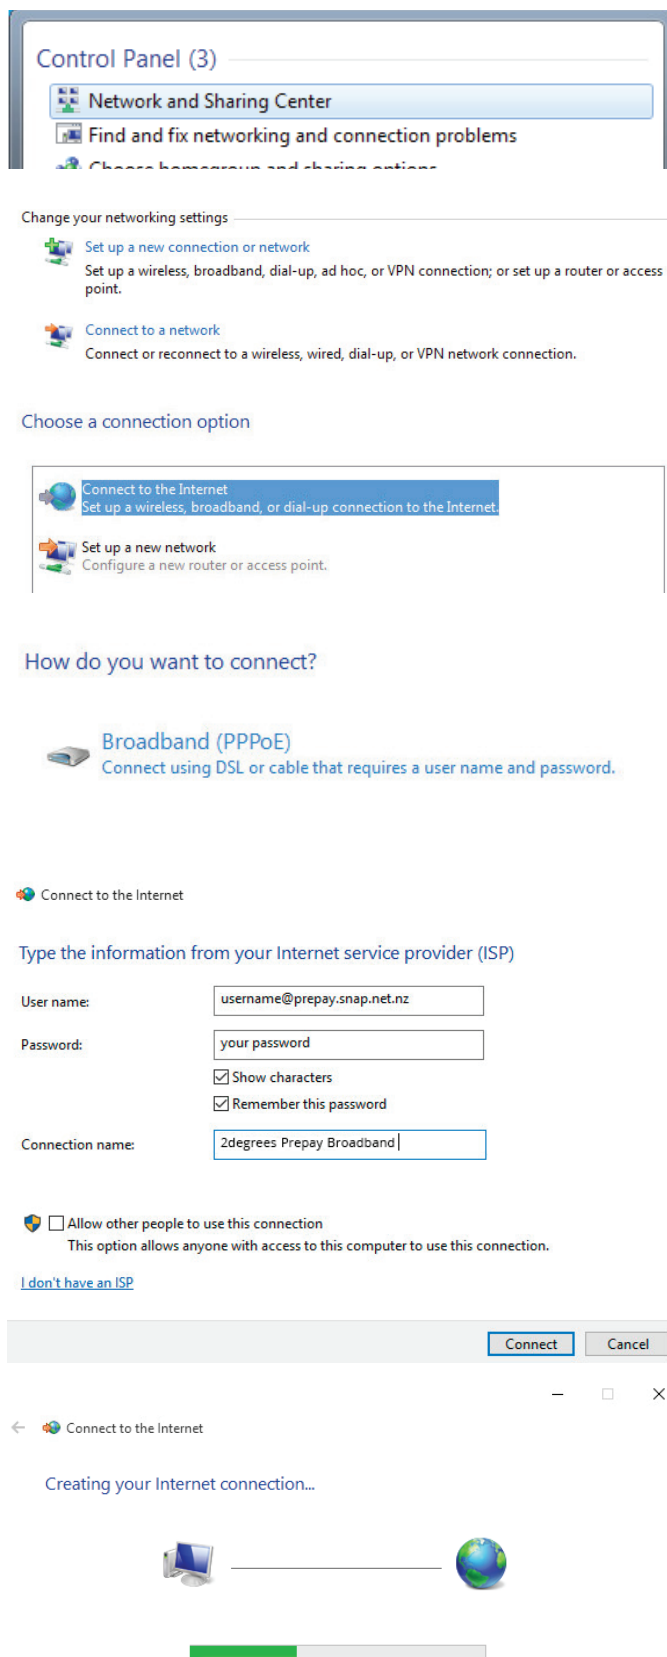 Control Panel (3)
Network and Sharing Center
Find and fix networking and connection problems
Choose homegroup and sharing options
Change your networking settings
Set up a new connection or network
Set up a wireless, broadband, dial-up, ad hoc, or VPN connection; or set up a router or access
point.
Connect to a network
Connect or reconnect to a wireless, wired, dial-up, or VPN network connection.
Choose a connection option
Connect to the Internet
Set up a wireless, broadband, or dial-up connection to the Internet.
Set up a new network
Configure a new router or access point.
How do you want to connect?
Broadband (PPPoE)
Connect using DSL or cable that requires a user name and password.
Connect to the Internet
Type the information from your Internet service provider (ISP)
User name: username@prepay.snap.net.nz
Password: your password
Show characters
Remember this password
Connection name: 2degrees Prepay Broadband
Allow other people to use this connection
This option allows anyone with access to this computer to use this connection.
I don't have an ISP
Connect Cancel
Connect to the Internet
Creating your Internet connection...